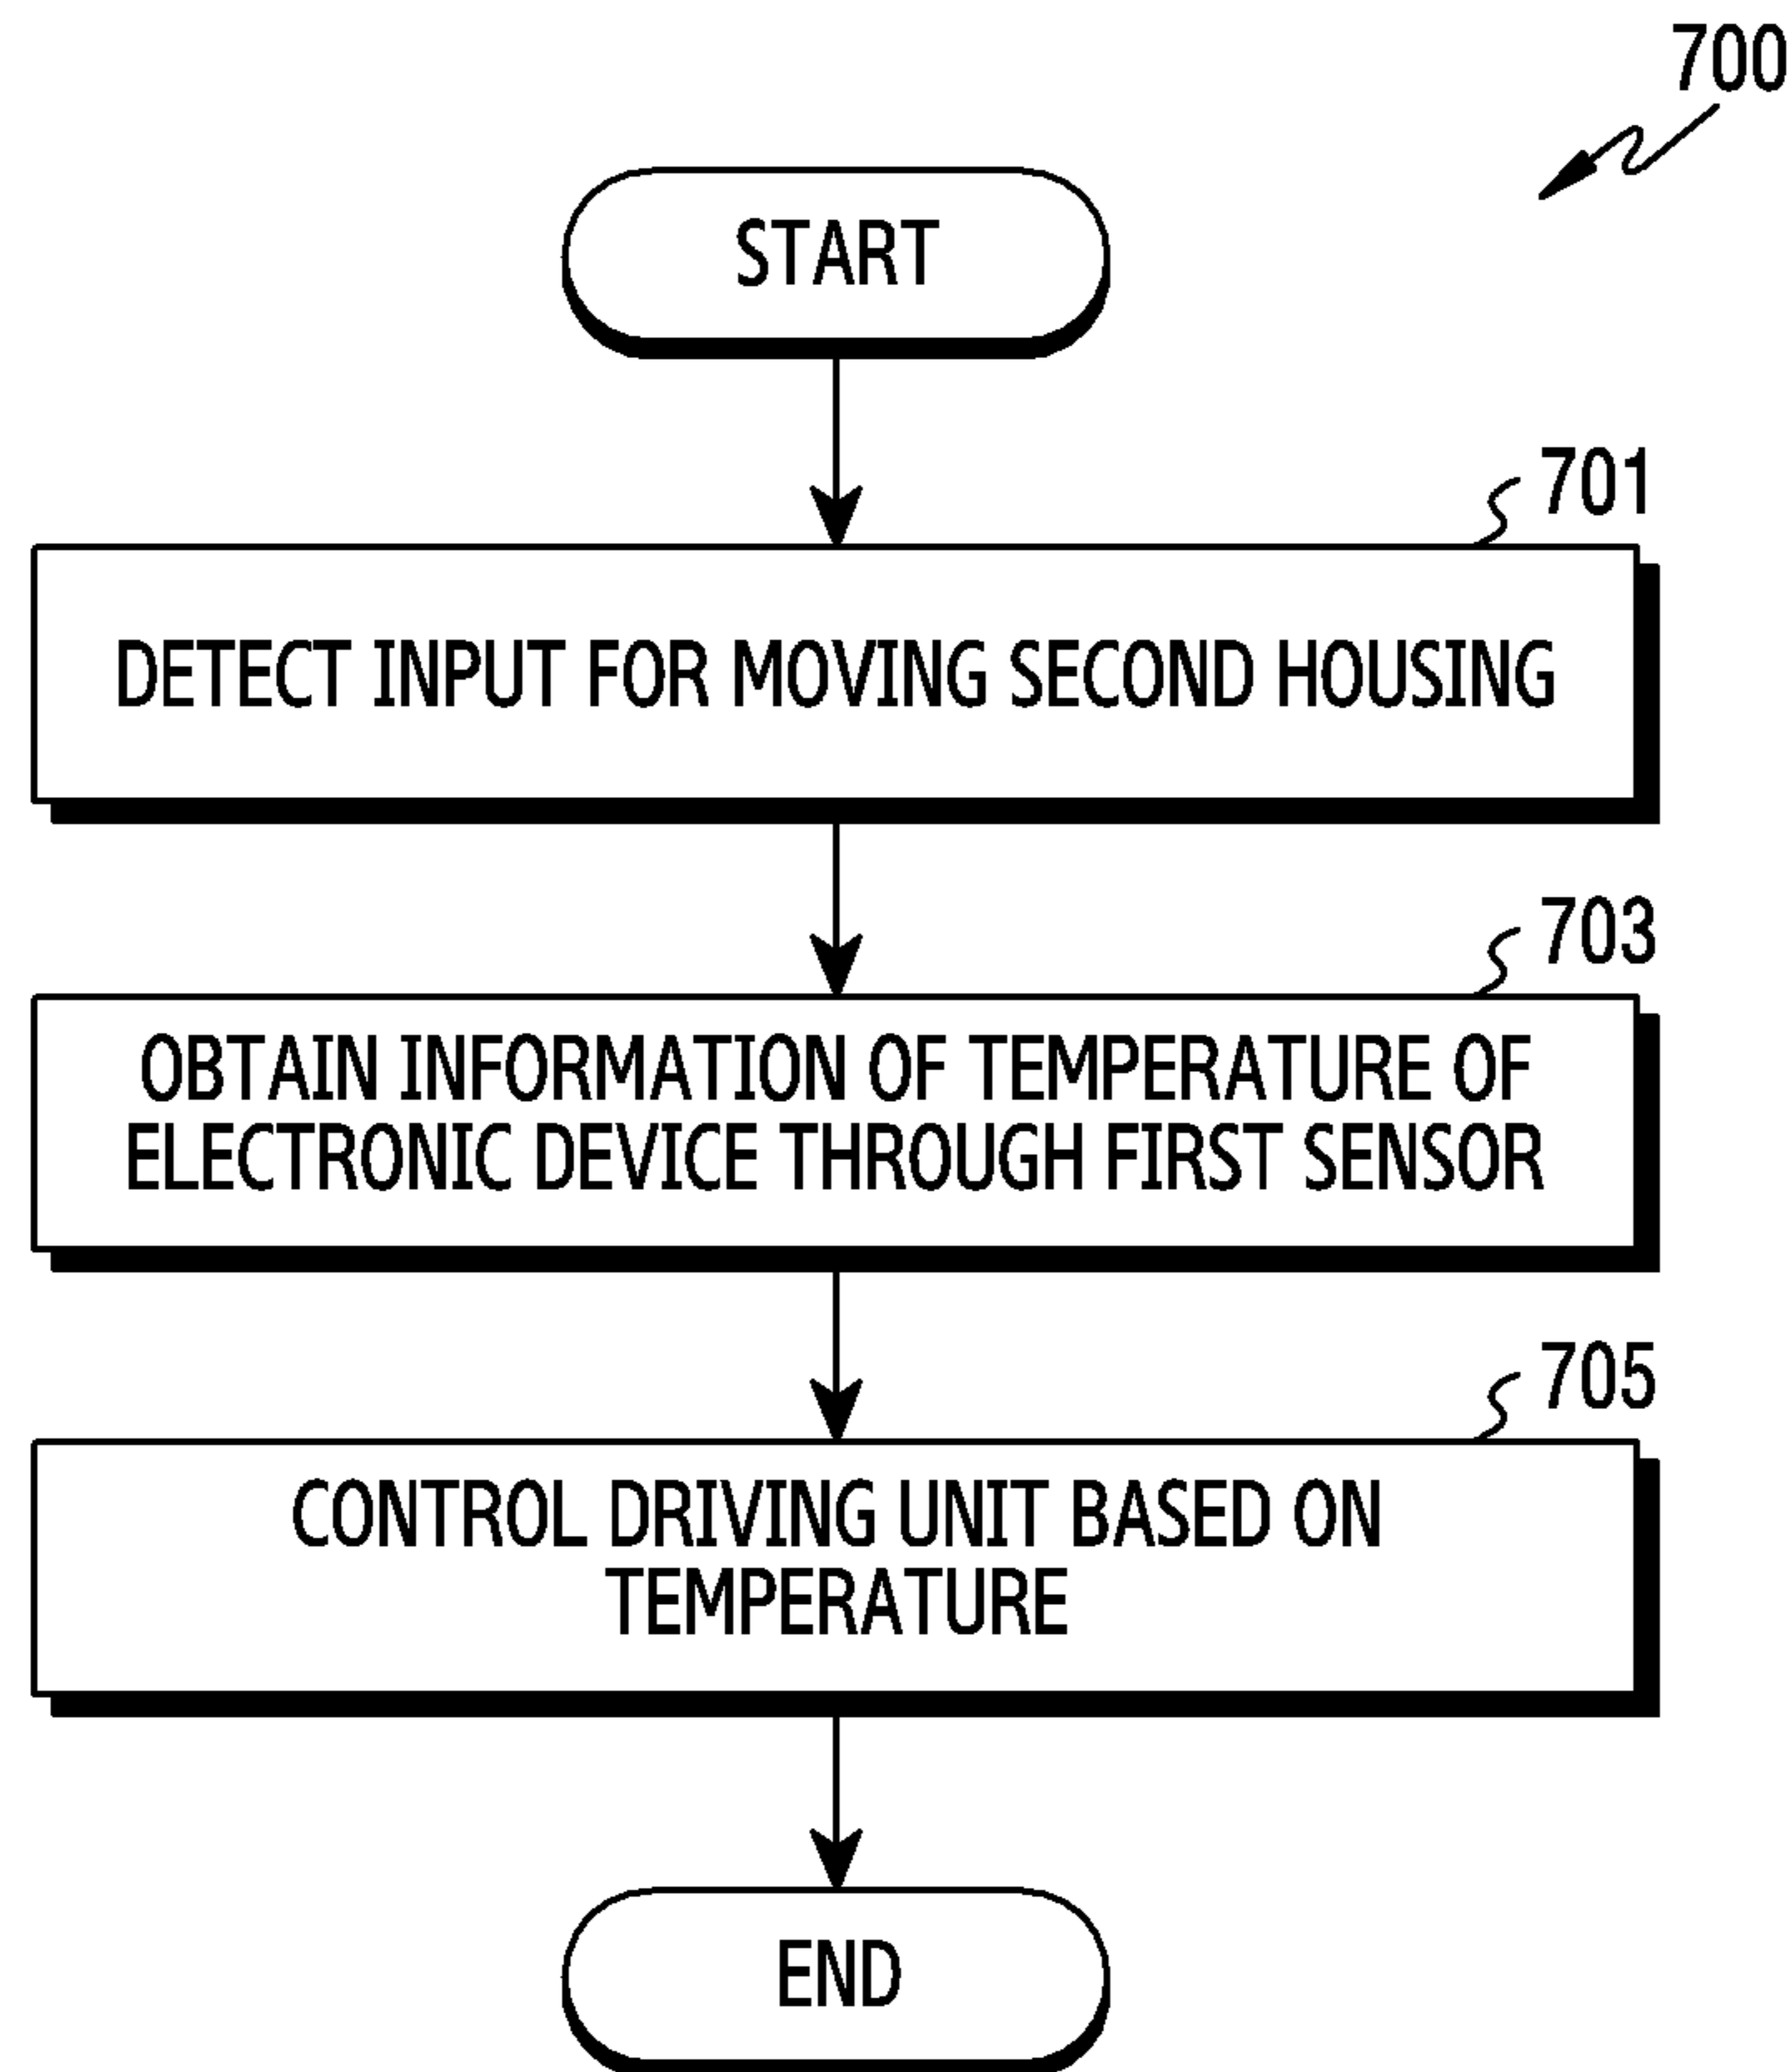 700
START
701
DETECT INPUT FOR MOVING SECOND HOUSING
703
OBTAIN INFORMATION OF TEMPERATURE OF
ELECTRONIC DEVICE THROUGH FIRST SENSOR
705
CONTROL DRIVING UNIT BASED ON
TEMPERATURE
END